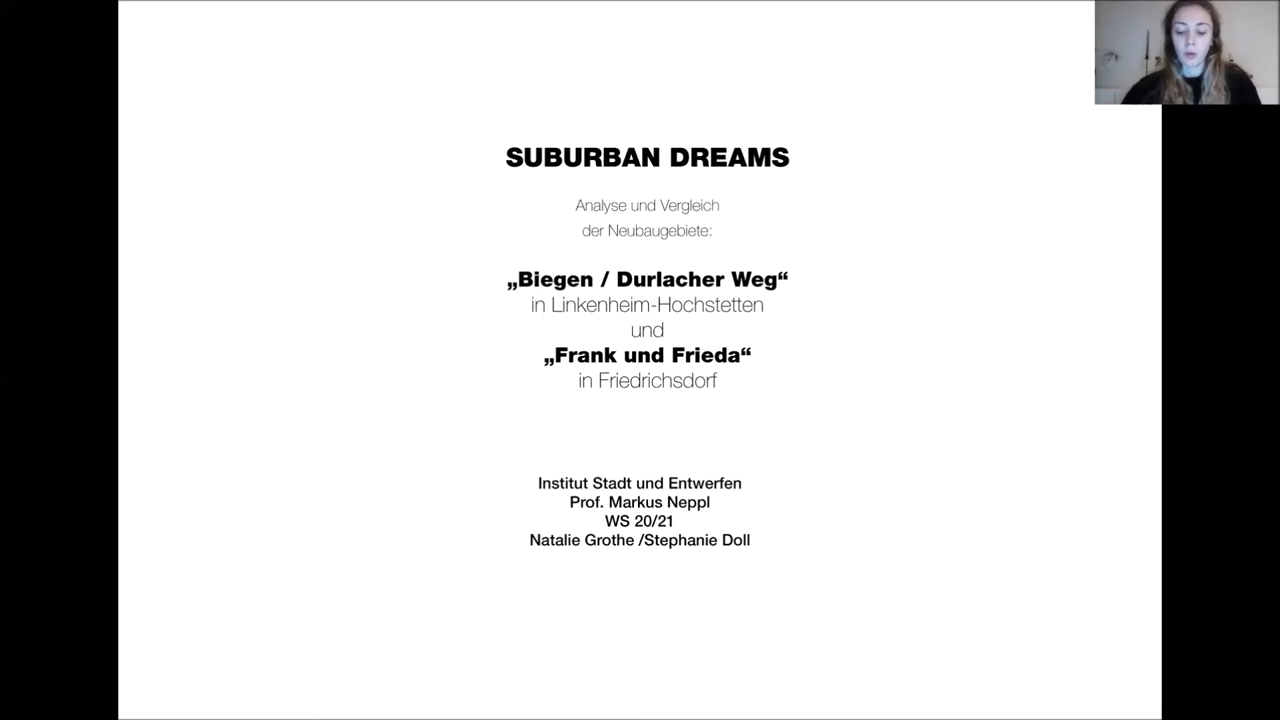 SUBURBAN DREAMS
Analyse und Vergleich
der Neubaugebiete:
„Biegen / Durlacher Weg“
in Linkenheim-Hochstetten
und
„Frank und Frieda“
in Friedrichsdorf
Institut Stadt und Entwerfen
Prof. Markus Neppl
WS 20/21
Natalie Grothe /Stephanie Doll